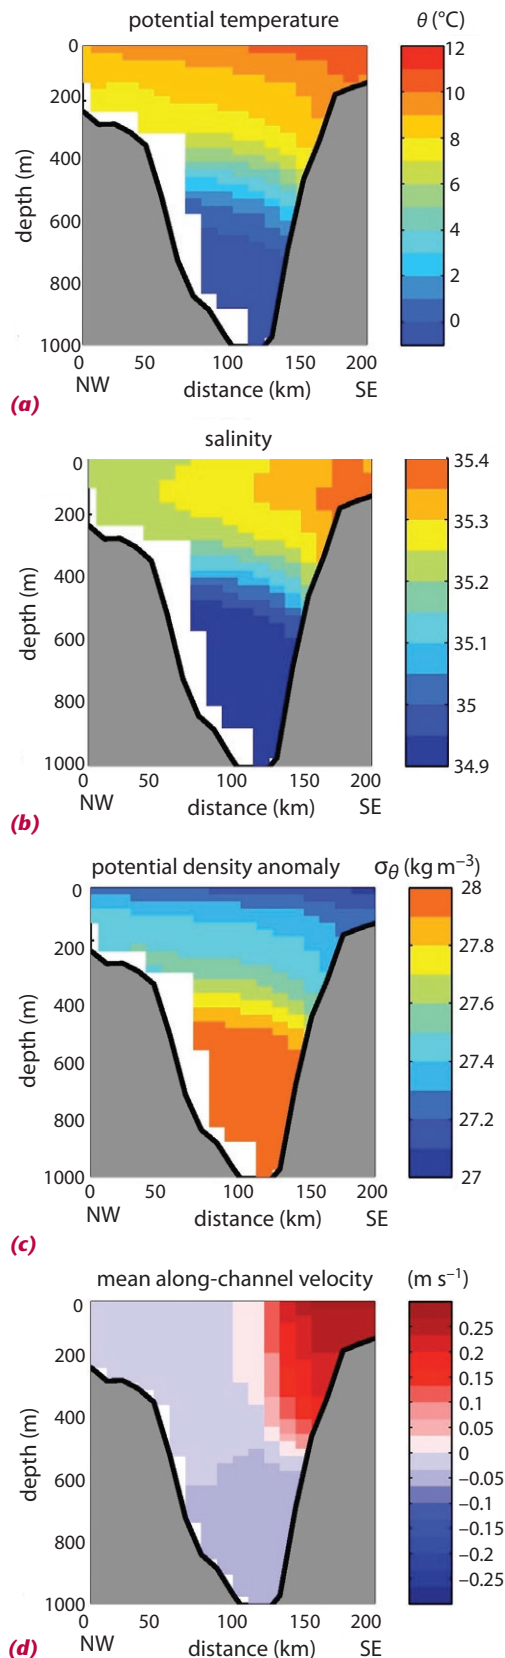 potential temperature
θ (°C)
0
200
400
600
800
1000
depth (m)
0
50
100
150
200
NW
distance (km)
SE
12
10
8
6
4
2
0
(a)
salinity
0
200
400
600
800
1000
depth (m)
0
50
100
150
200
NW
distance (km)
SE
35.4
35.3
35.2
35.1
35
34.9
(b)
potential density anomaly
σθ (kg m⁻³)
0
200
400
600
800
1000
depth (m)
0
50
100
150
200
NW
distance (km)
SE
28
27.8
27.6
27.4
27.2
27
(c)
mean along-channel velocity
(m s⁻¹)
0
200
400
600
800
1000
depth (m)
0
50
100
150
200
NW
distance (km)
SE
0.25
0.2
0.15
0.1
0.05
0
−0.05
−0.1
−0.15
−0.2
−0.25
(d)